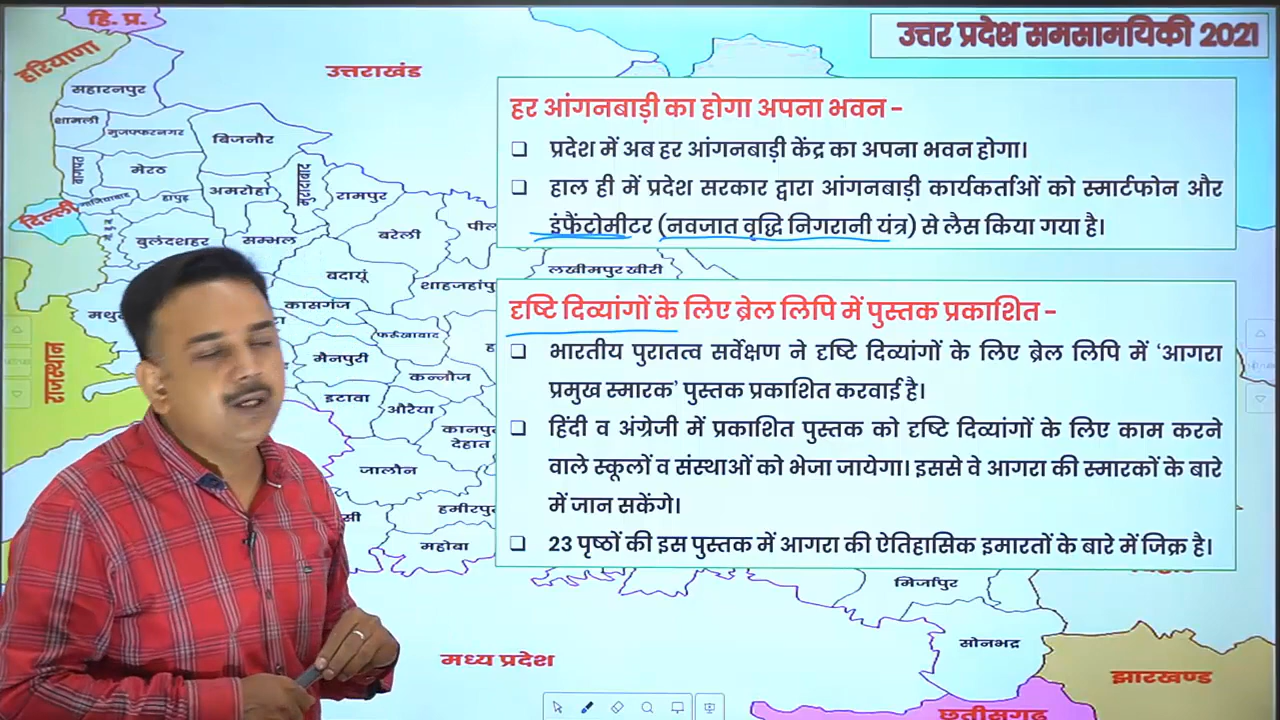 उत्तर प्रदेश समसामयिकी 2021
हि. प्र.
हरियाणा
उत्तराखंड
सहारनपुर
शामली
मुजफ्फरनगर
बिजनौर
बागपत
मेरठ
मुरादाबाद
अमरोहा
रामपुर
दिल्ली
गाजियाबाद
हापुड़
बुलंदशहर
सम्भल
बरेली
बदायूं
शाहजहांपु
लखीमपुर खीरी
कासगंज
मथु
फर्रुखाबाद
राजस्थान
मैनपुरी
कन्नौज
इटावा
औरैया
कानपु
देहात
जालौन
सी
हमीरपु
महोबा
मध्य प्रदेश
हर आंगनबाड़ी का होगा अपना भवन –
❑ प्रदेश में अब हर आंगनबाड़ी केंद्र का अपना भवन होगा।
❑ हाल ही में प्रदेश सरकार द्वारा आंगनबाड़ी कार्यकर्ताओं को स्मार्टफोन और
इंफैंटोमीटर (नवजात वृद्धि निगरानी यंत्र) से लैस किया गया है।
दृष्टि दिव्यांगों के लिए ब्रेल लिपि में पुस्तक प्रकाशित –
❑ भारतीय पुरातत्व सर्वेक्षण ने दृष्टि दिव्यांगों के लिए ब्रेल लिपि में ‘आगरा
प्रमुख स्मारक’ पुस्तक प्रकाशित करवाई है।
❑ हिंदी व अंग्रेजी में प्रकाशित पुस्तक को दृष्टि दिव्यांगों के लिए काम करने
वाले स्कूलों व संस्थाओं को भेजा जायेगा। इससे वे आगरा की स्मारकों के बारे
में जान सकेंगे।
❑ 23 पृष्ठों की इस पुस्तक में आगरा की ऐतिहासिक इमारतों के बारे में जिक्र है।
मिर्जापुर
सोनभद्र
झारखण्ड
छत्तीसगढ़